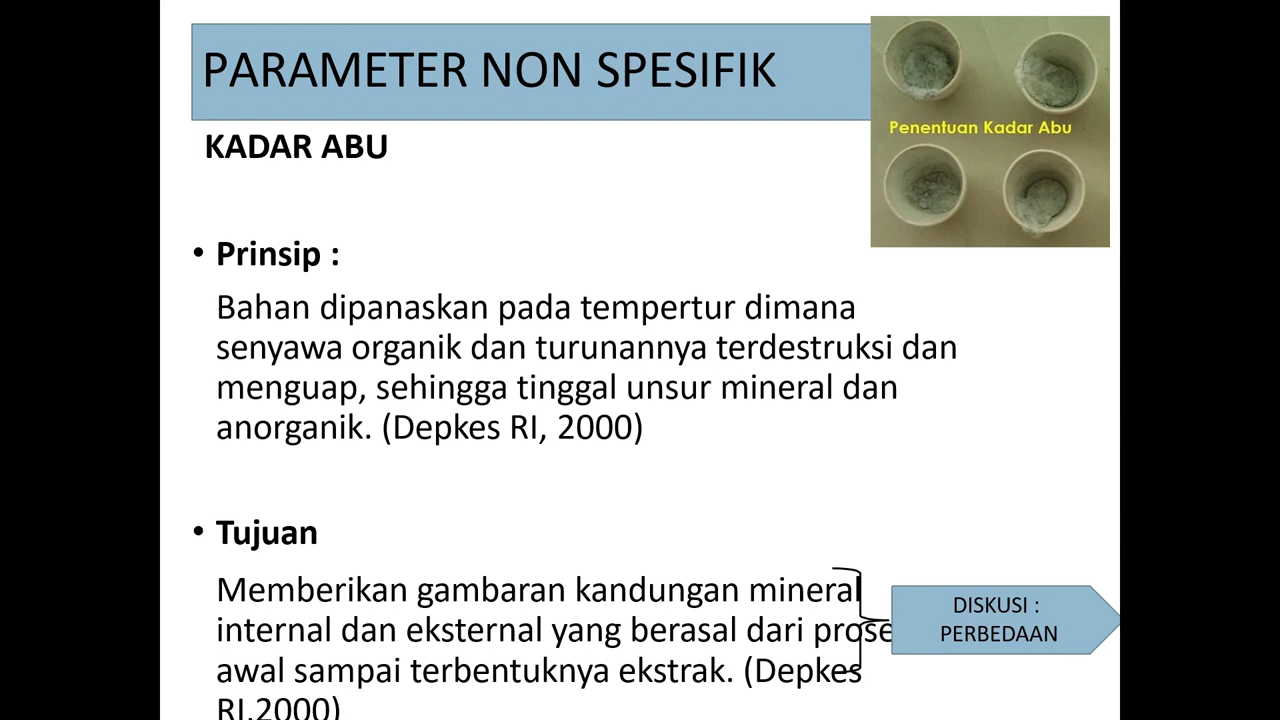 PARAMETER NON SPESIFIK
Penentuan Kadar Abu
KADAR ABU
• Prinsip :
Bahan dipanaskan pada tempertur dimana
senyawa organik dan turunannya terdestruksi dan
menguap, sehingga tinggal unsur mineral dan
anorganik. (Depkes RI, 2000)
• Tujuan
Memberikan gambaran kandungan mineral
internal dan eksternal yang berasal dari prose
awal sampai terbentuknya ekstrak. (Depkes
RI,2000)
DISKUSI :
PERBEDAAN